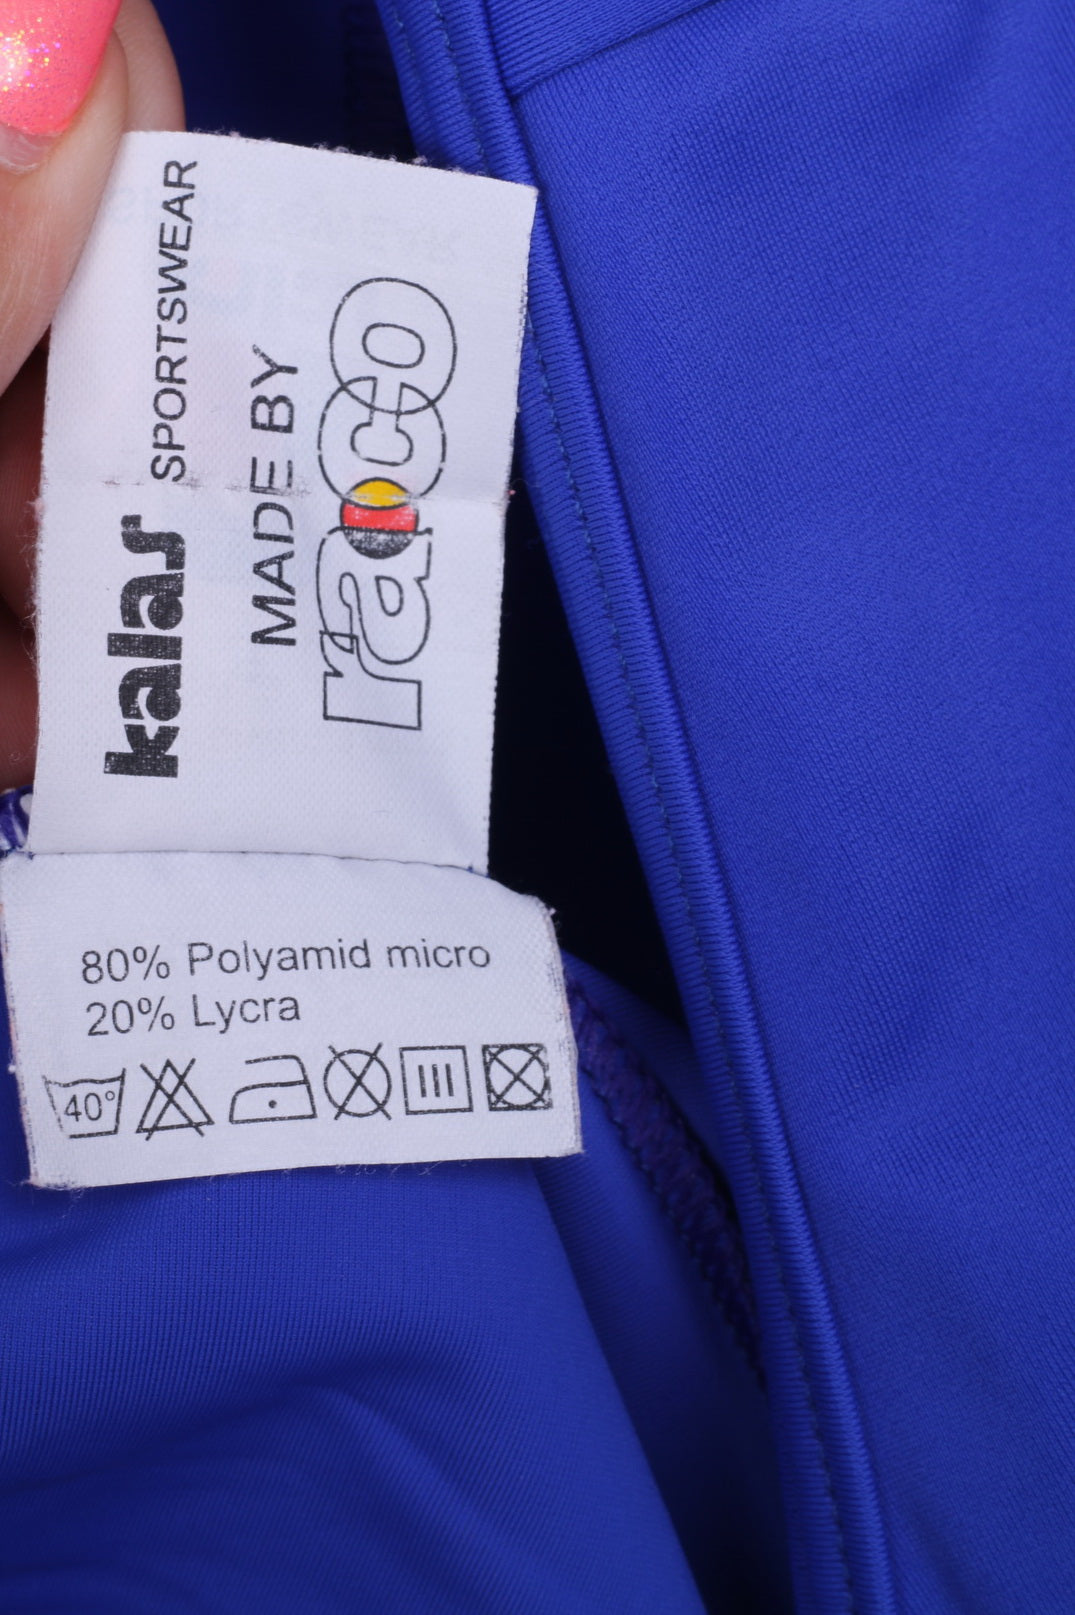 kalas SPORTSWEAR
MADE BY
raco
80% Polyamid micro
20% Lycra
40°